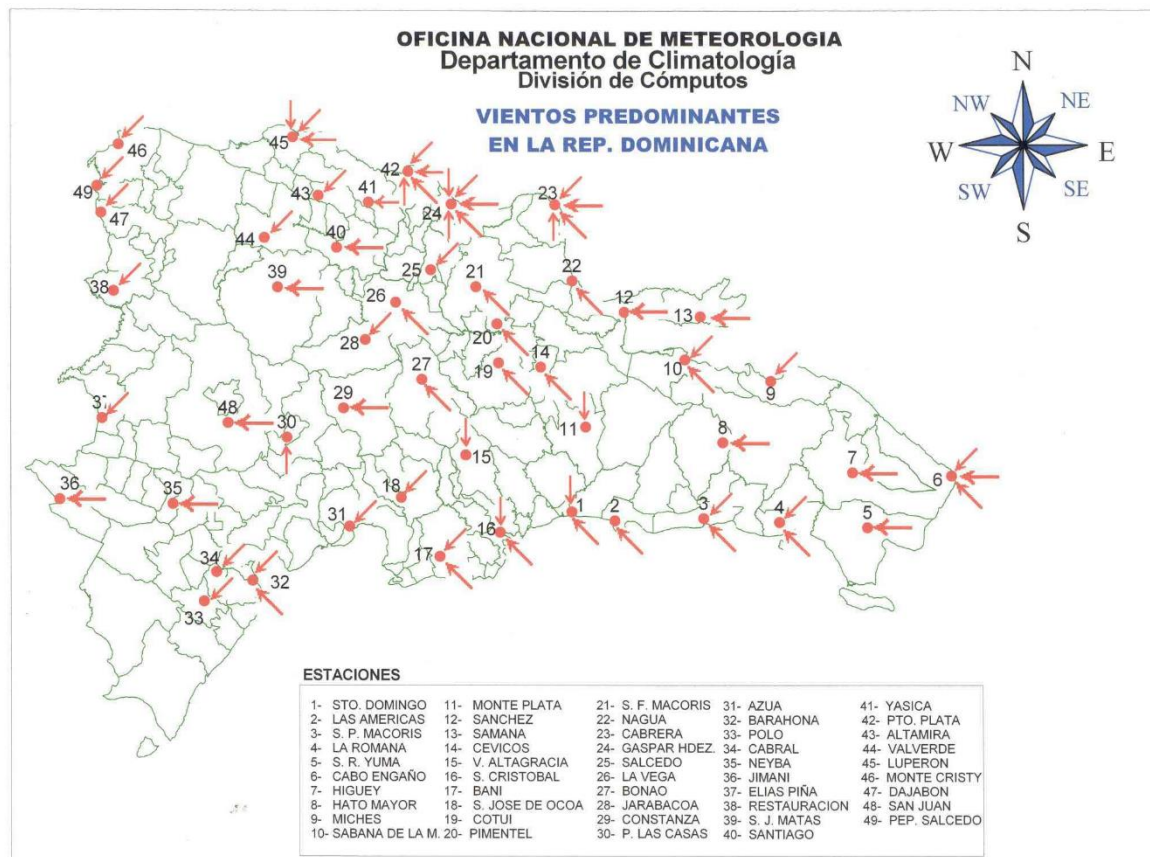 OFICINA NACIONAL DE METEOROLOGIA
Departamento de Climatología
División de Cómputos
VIENTOS PREDOMINANTES
EN LA REP. DOMINICANA
N
NW NE
W E
SW SE
S
45
46
42
49 43 41 23
47 24
44 40
25
39 21 22
38 26 12
13
20
28 14
19 10
27
9
29
37 48
30 11 8
15 7
6
36 35 18
1
31 2 3 4 5
16
17
34
32
33
ESTACIONES
1- STO. DOMINGO 11- MONTE PLATA 21- S. F. MACORIS 31- AZUA 41- YASICA
2- LAS AMERICAS 12- SANCHEZ 22- NAGUA 32- BARAHONA 42- PTO. PLATA
3- S. P. MACORIS 13- SAMANA 23- CABRERA 33- POLO 43- ALTAMIRA
4- LA ROMANA 14- CEVICOS 24- GASPAR HDEZ. 34- CABRAL 44- VALVERDE
5- S. R. YUMA 15- V. ALTAGRACIA 25- SALCEDO 35- NEYBA 45- LUPERON
6- CABO ENGAÑO 16- S. CRISTOBAL 26- LA VEGA 36- JIMANI 46- MONTE CRISTY
7- HIGUEY 17- BANI 27- BONAO 37- ELIAS PIÑA 47- DAJABON
8- HATO MAYOR 18- S. JOSE DE OCOA 28- JARABACOA 38- RESTAURACION 48- SAN JUAN
9- MICHES 19- COTUI 29- CONSTANZA 39- S. J. MATAS 49- PEP. SALCEDO
10- SABANA DE LA M. 20- PIMENTEL 30- P. LAS CASAS 40- SANTIAGO